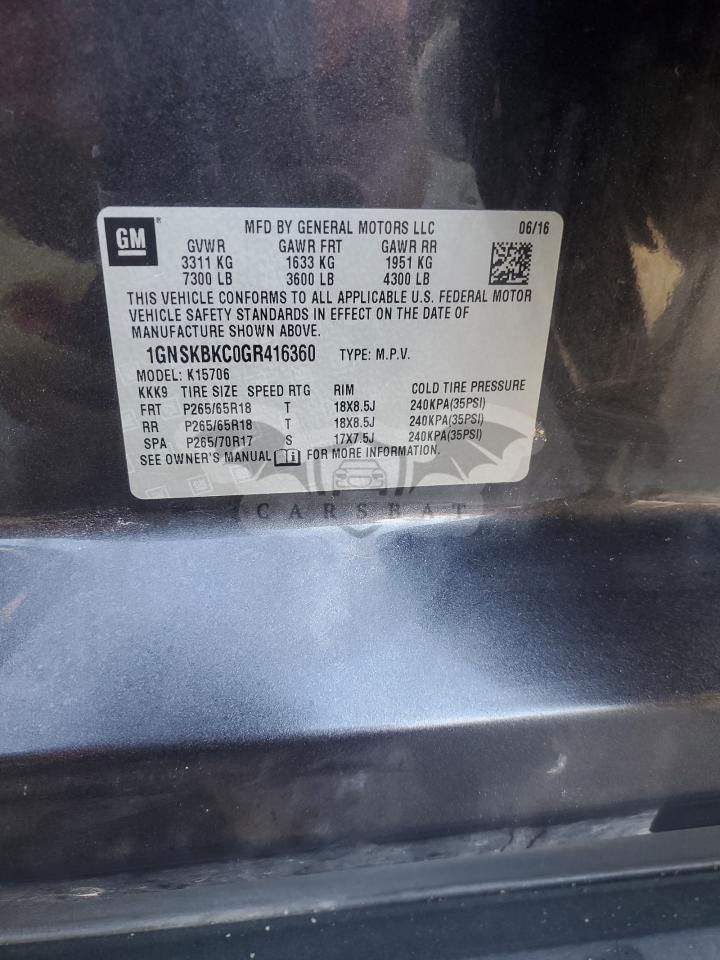 GM
MFD BY GENERAL MOTORS LLC 06/16
GVWR GAWR FRT GAWR RR
3311 KG 1633 KG 1951 KG
7300 LB 3600 LB 4300 LB
THIS VEHICLE CONFORMS TO ALL APPLICABLE U.S. FEDERAL MOTOR
VEHICLE SAFETY STANDARDS IN EFFECT ON THE DATE OF
MANUFACTURE SHOWN ABOVE.
1GNSKBKC0GR416360 TYPE: M.P.V.
MODEL: K15706
KKK9 TIRE SIZE SPEED RTG RIM COLD TIRE PRESSURE
FRT P265/65R18 T 18X8.5J 240KPA(35PSI)
RR P265/65R18 T 18X8.5J 240KPA(35PSI)
SPA P265/70R17 S 17X7.5J 240KPA(35PSI)
SEE OWNER'S MANUAL FOR MORE INFORMATION.
CARSBAT